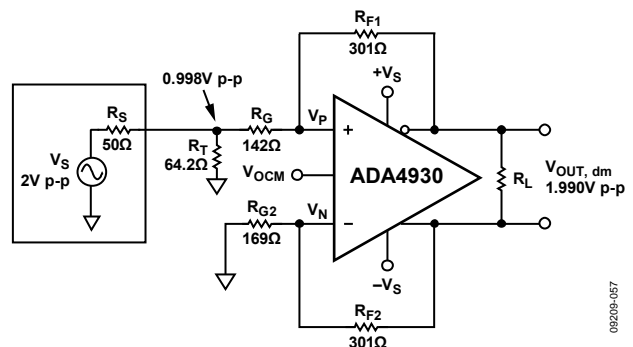 RF1
301Ω
0.998V p-p
+VS
RS
50Ω
RG
142Ω
VP
+
VS
2V p-p
RT
64.2Ω
VOCM
ADA4930
RL
VOUT, dm
1.990V p-p
RG2
169Ω
VN
–
–VS
RF2
301Ω
09209-057